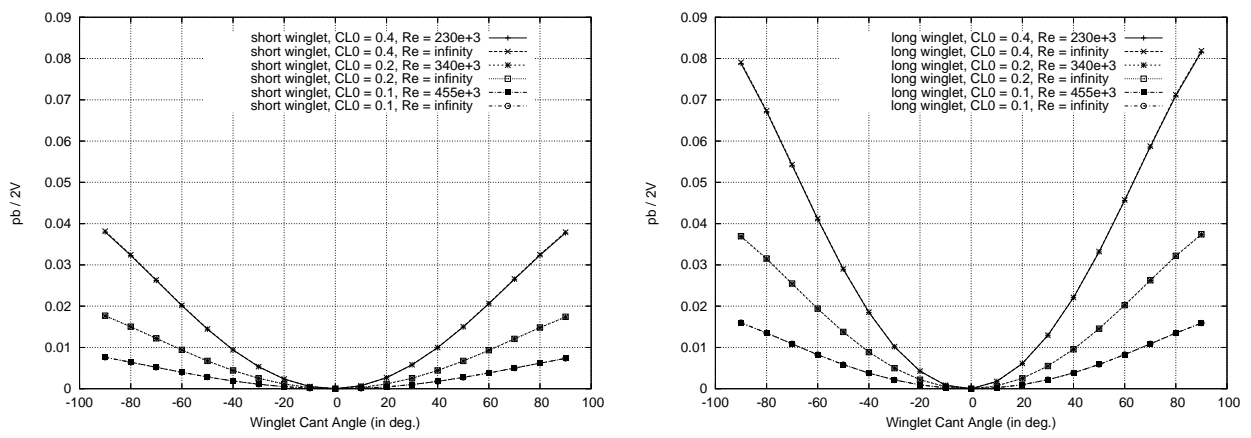 0.09
0.08
0.07
0.06
0.05
0.04
0.03
0.02
0.01
0
pb / 2V
short winglet, CL0 = 0.4, Re = 230e+3
short winglet, CL0 = 0.4, Re = infinity
short winglet, CL0 = 0.2, Re = 340e+3
short winglet, CL0 = 0.2, Re = infinity
short winglet, CL0 = 0.1, Re = 455e+3
short winglet, CL0 = 0.1, Re = infinity
-100 -80 -60 -40 -20 0 20 40 60 80 100
Winglet Cant Angle (in deg.)
0.09
0.08
0.07
0.06
0.05
0.04
0.03
0.02
0.01
0
pb / 2V
long winglet, CL0 = 0.4, Re = 230e+3
long winglet, CL0 = 0.4, Re = infinity
long winglet, CL0 = 0.2, Re = 340e+3
long winglet, CL0 = 0.2, Re = infinity
long winglet, CL0 = 0.1, Re = 455e+3
long winglet, CL0 = 0.1, Re = infinity
-100 -80 -60 -40 -20 0 20 40 60 80 100
Winglet Cant Angle (in deg.)